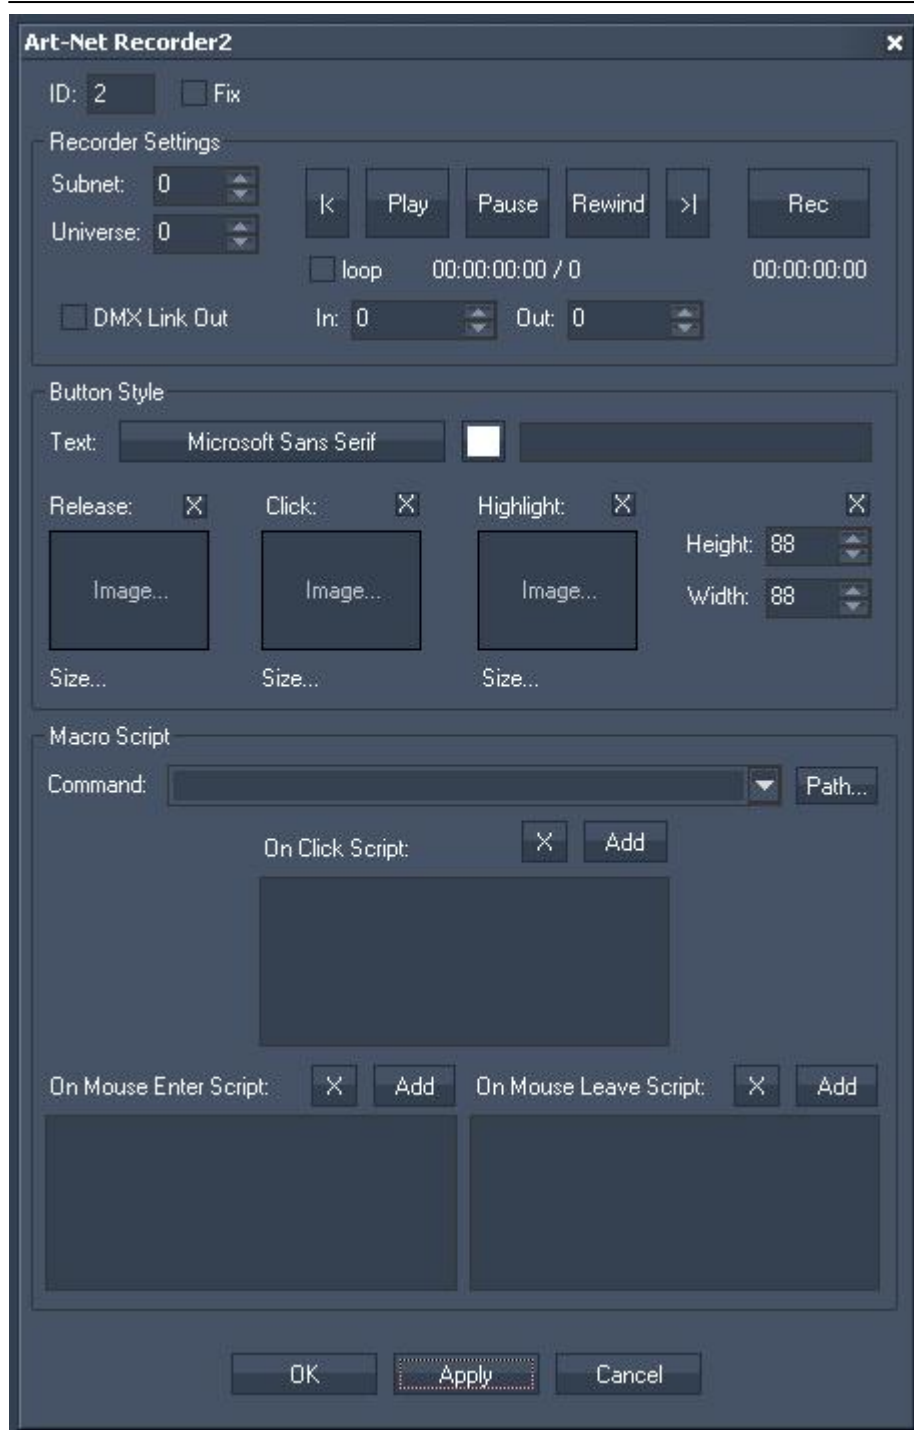 Art-Net Recorder2 x
ID: 2 Fix
Recorder Settings
Subnet: 0
|< Play Pause Rewind >| Rec
Universe: 0
loop 00:00:00:00 / 0 00:00:00:00
DMX Link Out In: 0 Out: 0
Button Style
Text: Microsoft Sans Serif
Release: X Click: X Highlight: X X
Height: 88
Image... Image... Image...
Width: 88
Size... Size... Size...
Macro Script
Command: Path...
On Click Script: X Add
On Mouse Enter Script: X Add On Mouse Leave Script: X Add
OK Apply Cancel